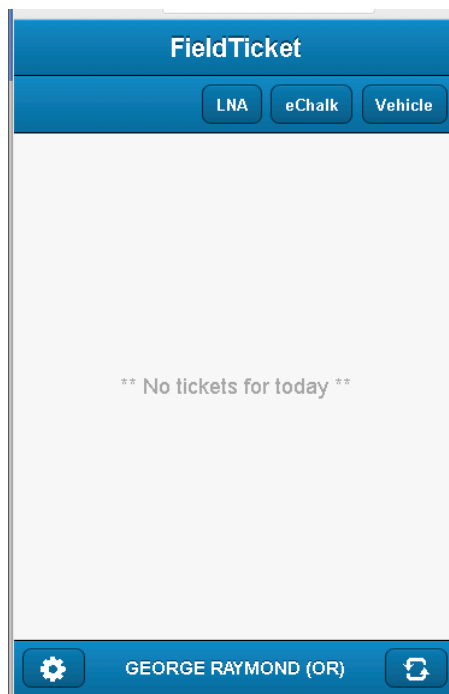 FieldTicket
LNA eChalk Vehicle
** No tickets for today **
GEORGE RAYMOND (OR)